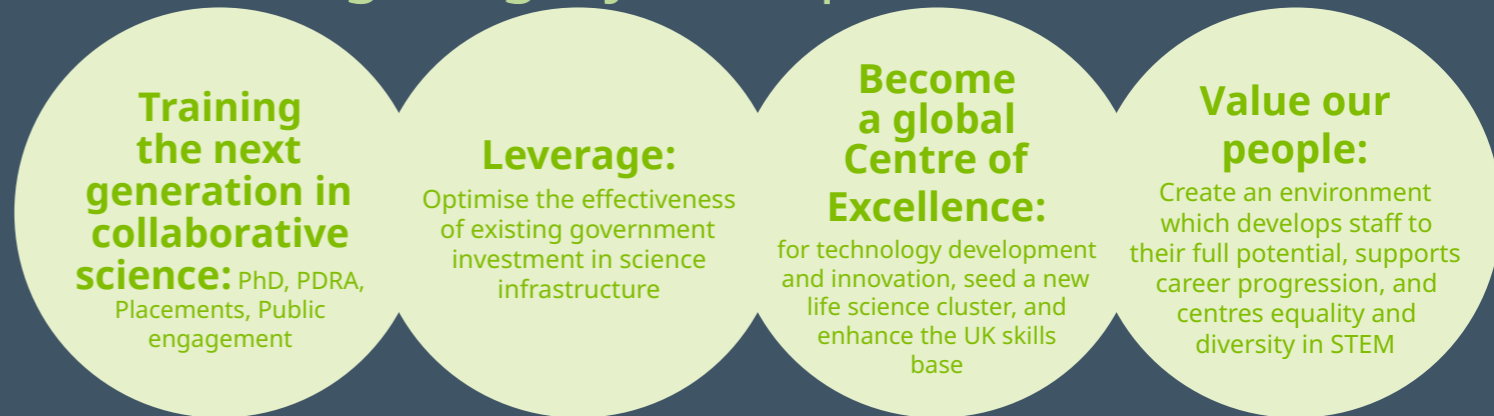 Training
the next
generation in
collaborative
science: PhD, PDRA,
Placements, Public
engagement
Leverage:
Optimise the effectiveness
of existing government
investment in science
infrastructure
Become
a global
Centre of
Excellence:
for technology development
and innovation, seed a new
life science cluster, and
enhance the UK skills
base
Value our
people:
Create an environment
which develops staff to
their full potential, supports
career progression, and
centres equality and
diversity in STEM